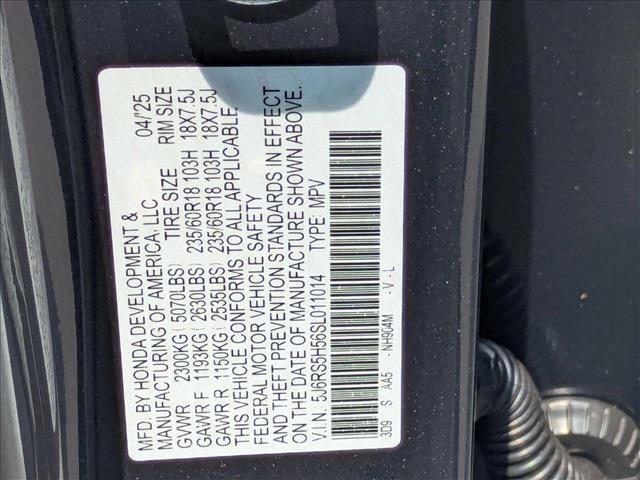 MFD. BY HONDA DEVELOPMENT &
MANUFACTURING OF AMERICA, LLC 04/'25
GVWR 2300KG ( 5070LBS) TIRE SIZE RIM SIZE
GAWR F 1193KG ( 2630LBS) 235/60R18 103H 18X7.5J
GAWR R 1150KG ( 2535LBS) 235/60R18 103H 18X7.5J
THIS VEHICLE CONFORMS TO ALL APPLICABLE
FEDERAL MOTOR VEHICLE SAFETY
AND THEFT PREVENTION STANDARDS IN EFFECT
ON THE DATE OF MANUFACTURE SHOWN ABOVE.
V.I.N: 5J6RS5H56SL011014 TYPE: MPV
3D9 S AA5 -NH904M -V-L